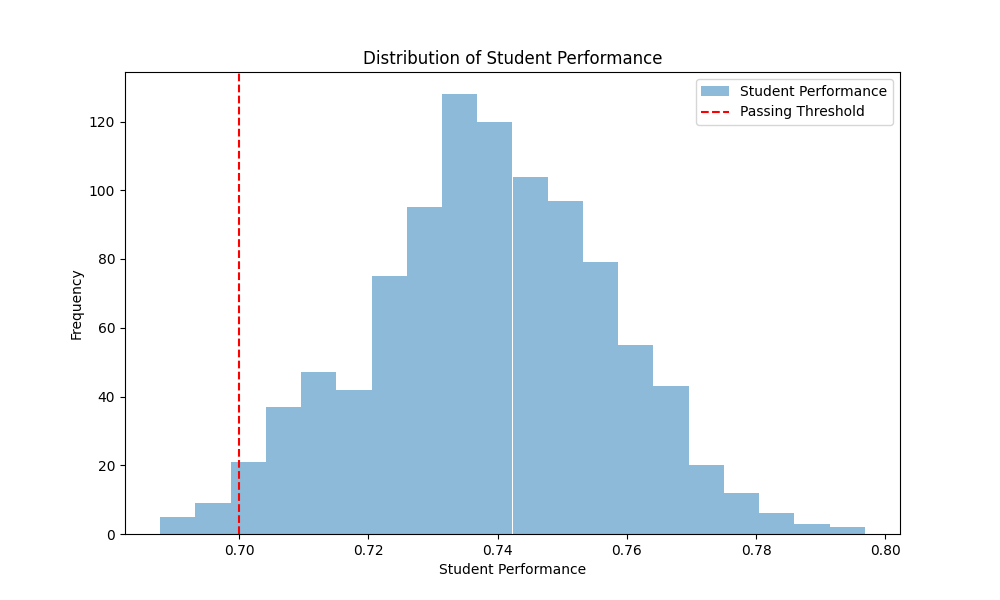 Distribution of Student Performance
Student Performance
Passing Threshold
Frequency
120
100
80
60
40
20
0
0.70 0.72 0.74 0.76 0.78 0.80
Student Performance